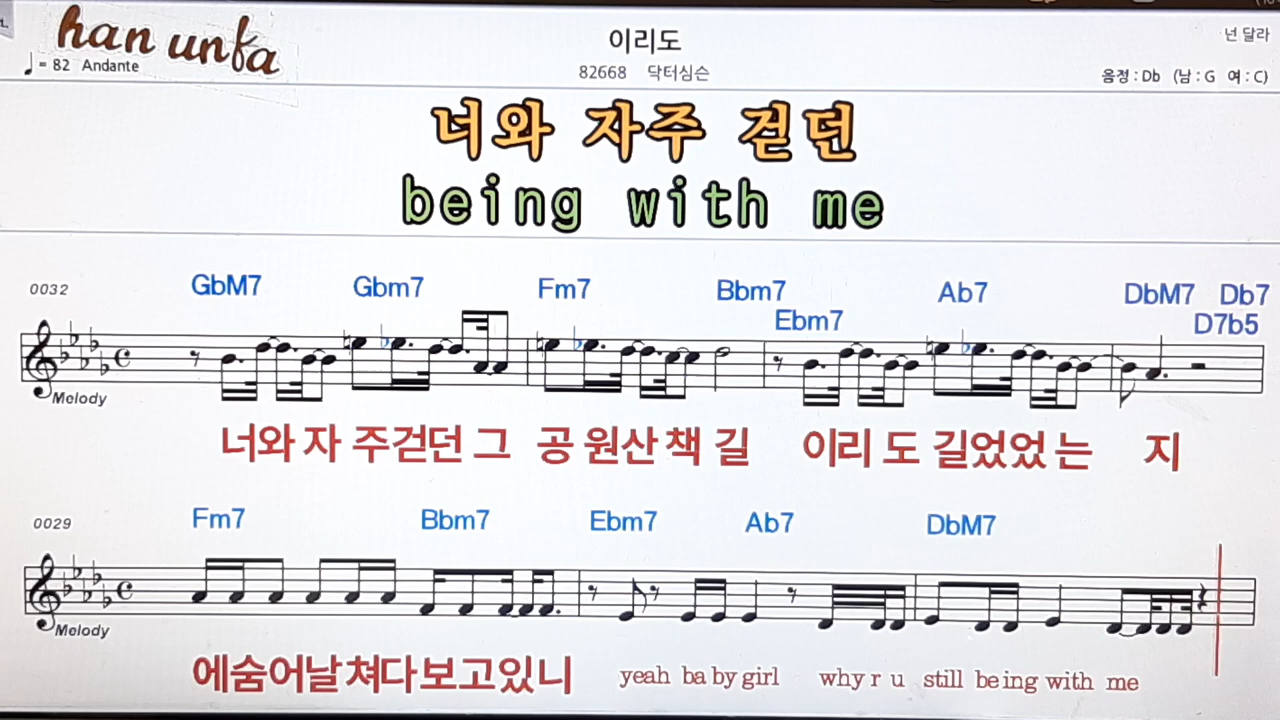 han unfa
이리도
넌 달라
♩= 82 Andante
82668 닥터심슨
음정 : Db (남 : G 여 : C)
너와 자주 걷던
being with me
0032
GbM7 Gbm7 Fm7 Bbm7 Ebm7 Ab7 DbM7 Db7 D7b5
Melody
너와 자 주걷던 그 공 원산 책 길 이리 도 길었었 는 지
0029
Fm7 Bbm7 Ebm7 Ab7 DbM7
Melody
에숨어날 쳐다보고있니 yeah ba by girl why r u still be ing with me